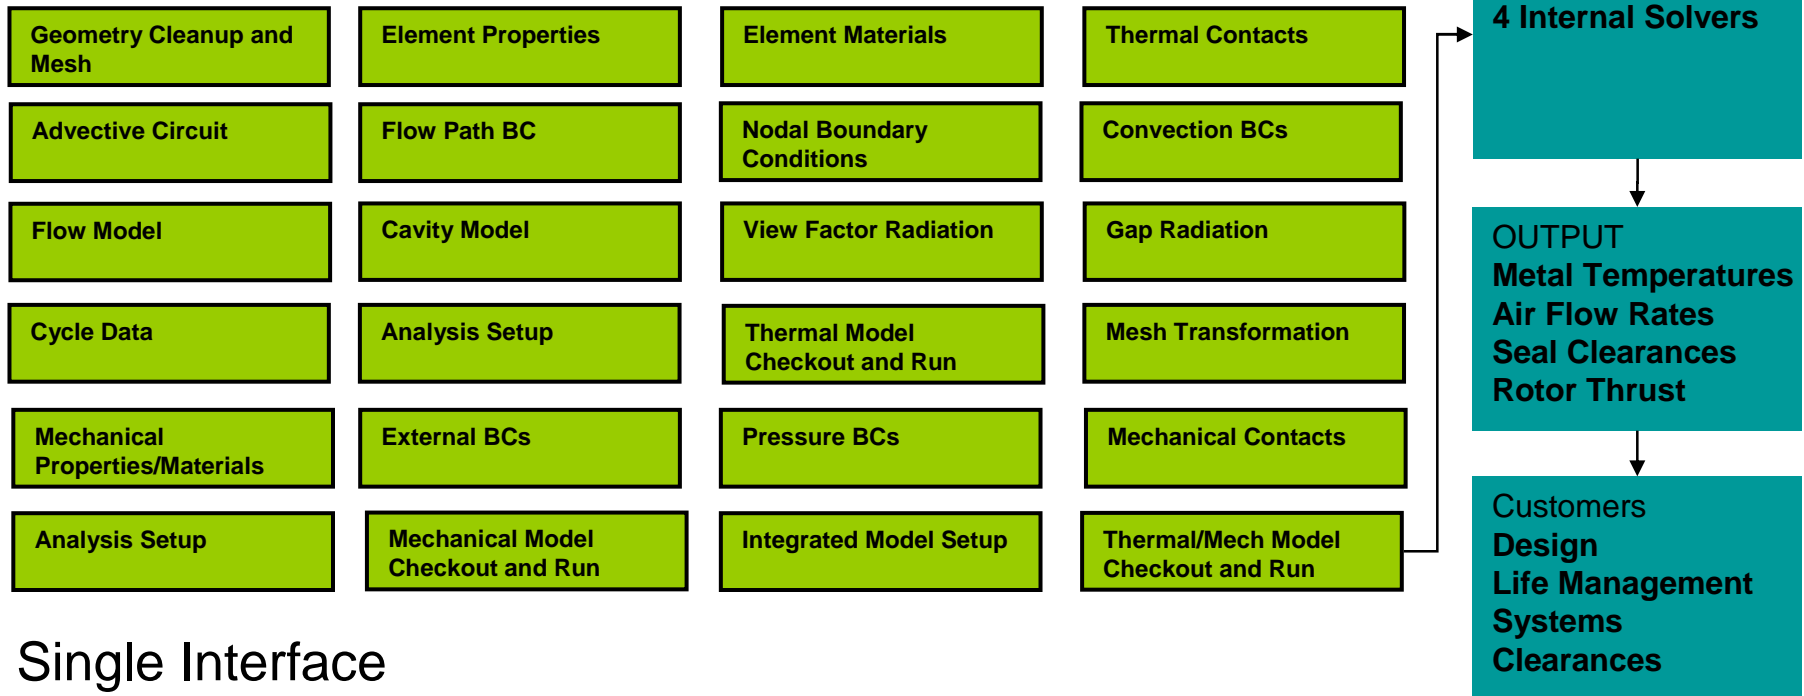 Geometry Cleanup and
Mesh
Element Properties
Element Materials
Thermal Contacts
Advective Circuit
Flow Path BC
Nodal Boundary
Conditions
Convection BCs
Flow Model
Cavity Model
View Factor Radiation
Gap Radiation
Cycle Data
Analysis Setup
Thermal Model
Checkout and Run
Mesh Transformation
Mechanical
Properties/Materials
External BCs
Pressure BCs
Mechanical Contacts
Analysis Setup
Mechanical Model
Checkout and Run
Integrated Model Setup
Thermal/Mech Model
Checkout and Run
4 Internal Solvers
OUTPUT
Metal Temperatures
Air Flow Rates
Seal Clearances
Rotor Thrust
Customers
Design
Life Management
Systems
Clearances
Single Interface